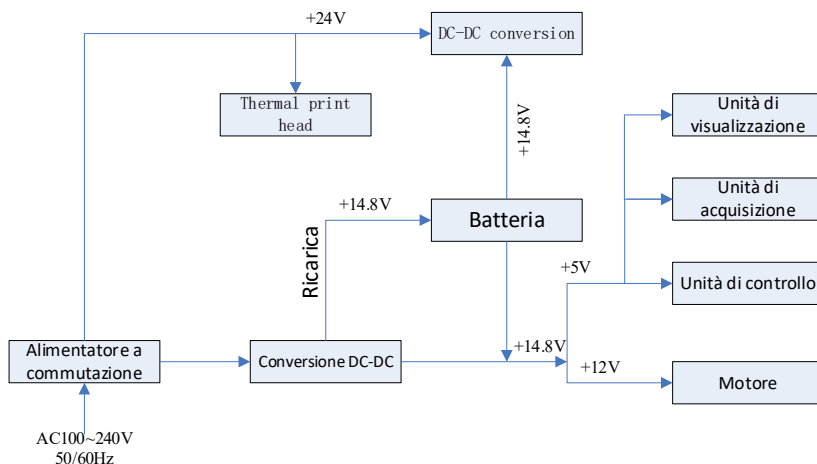 +24V
DC-DC conversion
Thermal print
head
Unità di
visualizzazione
+14.8V
Unità di
acquisizione
+14.8V
Batteria
Ricarica
+5V
Unità di controllo
Alimentatore a
commutazione
Conversione DC-DC
+14.8V
+12V
Motore
AC100~240V
50/60Hz